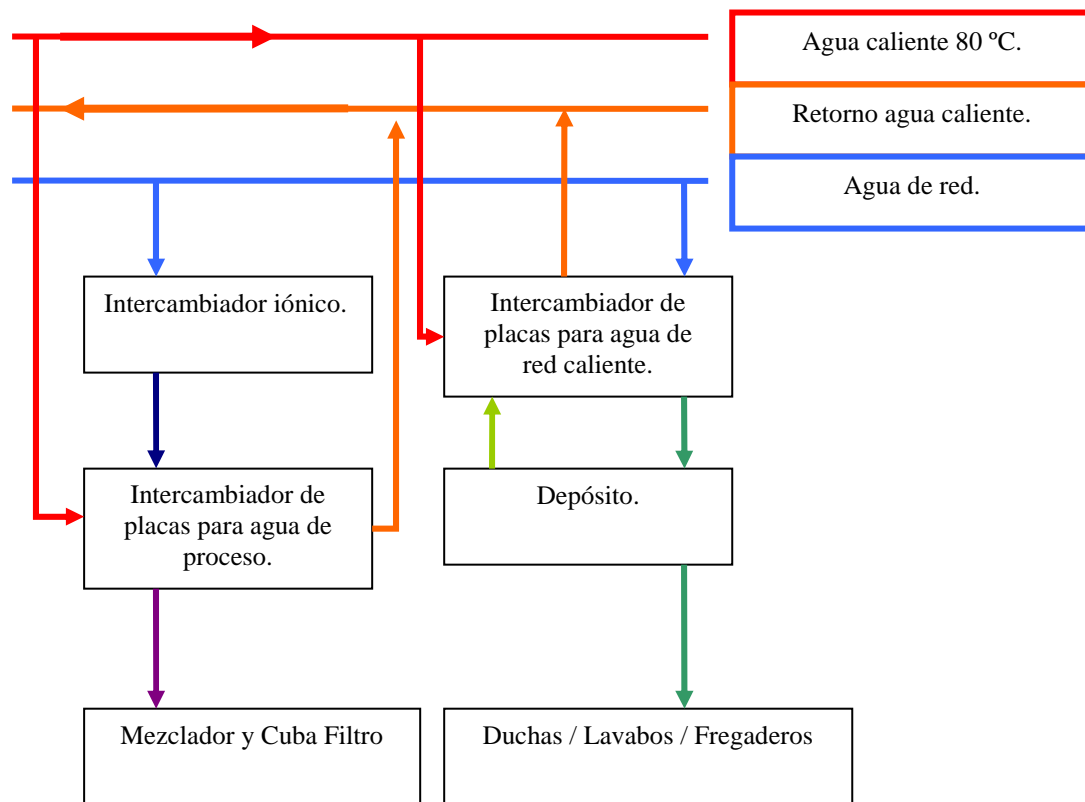 Agua caliente 80 ºC.
Retorno agua caliente.
Agua de red.
Intercambiador iónico.
Intercambiador de
placas para agua de
red caliente.
Intercambiador de
placas para agua de
proceso.
Depósito.
Mezclador y Cuba Filtro
Duchas / Lavabos / Fregaderos